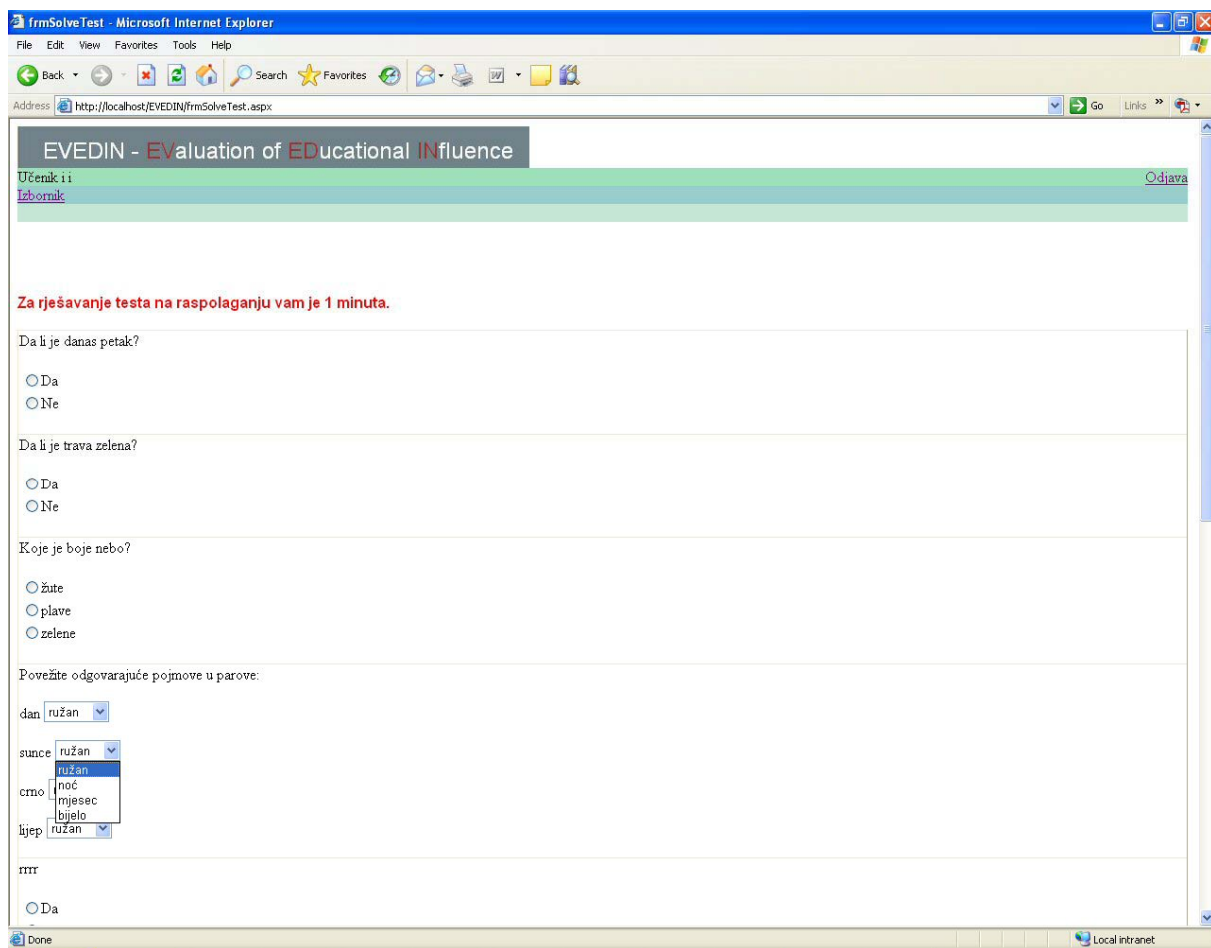 frmSolveTest - Microsoft Internet Explorer
File Edit View Favorites Tools Help
Back Search Favorites
Address http://localhost/EVEDIN/frmSolveTest.aspx Go Links »
EVEDIN - EValuation of EDucational INfluence
Učenik i i Odjava
Izbornik
Za rješavanje testa na raspolaganju vam je 1 minuta.
Da li je danas petak?
Da
Ne
Da li je trava zelena?
Da
Ne
Koje je boje nebo?
žute
plave
zelene
Povežite odgovarajuće pojmove u parove:
dan ružan
sunce ružan
ružan
noć
crno
mjesec
bijelo
lijep ružan
rrrr
Da
Done Local intranet